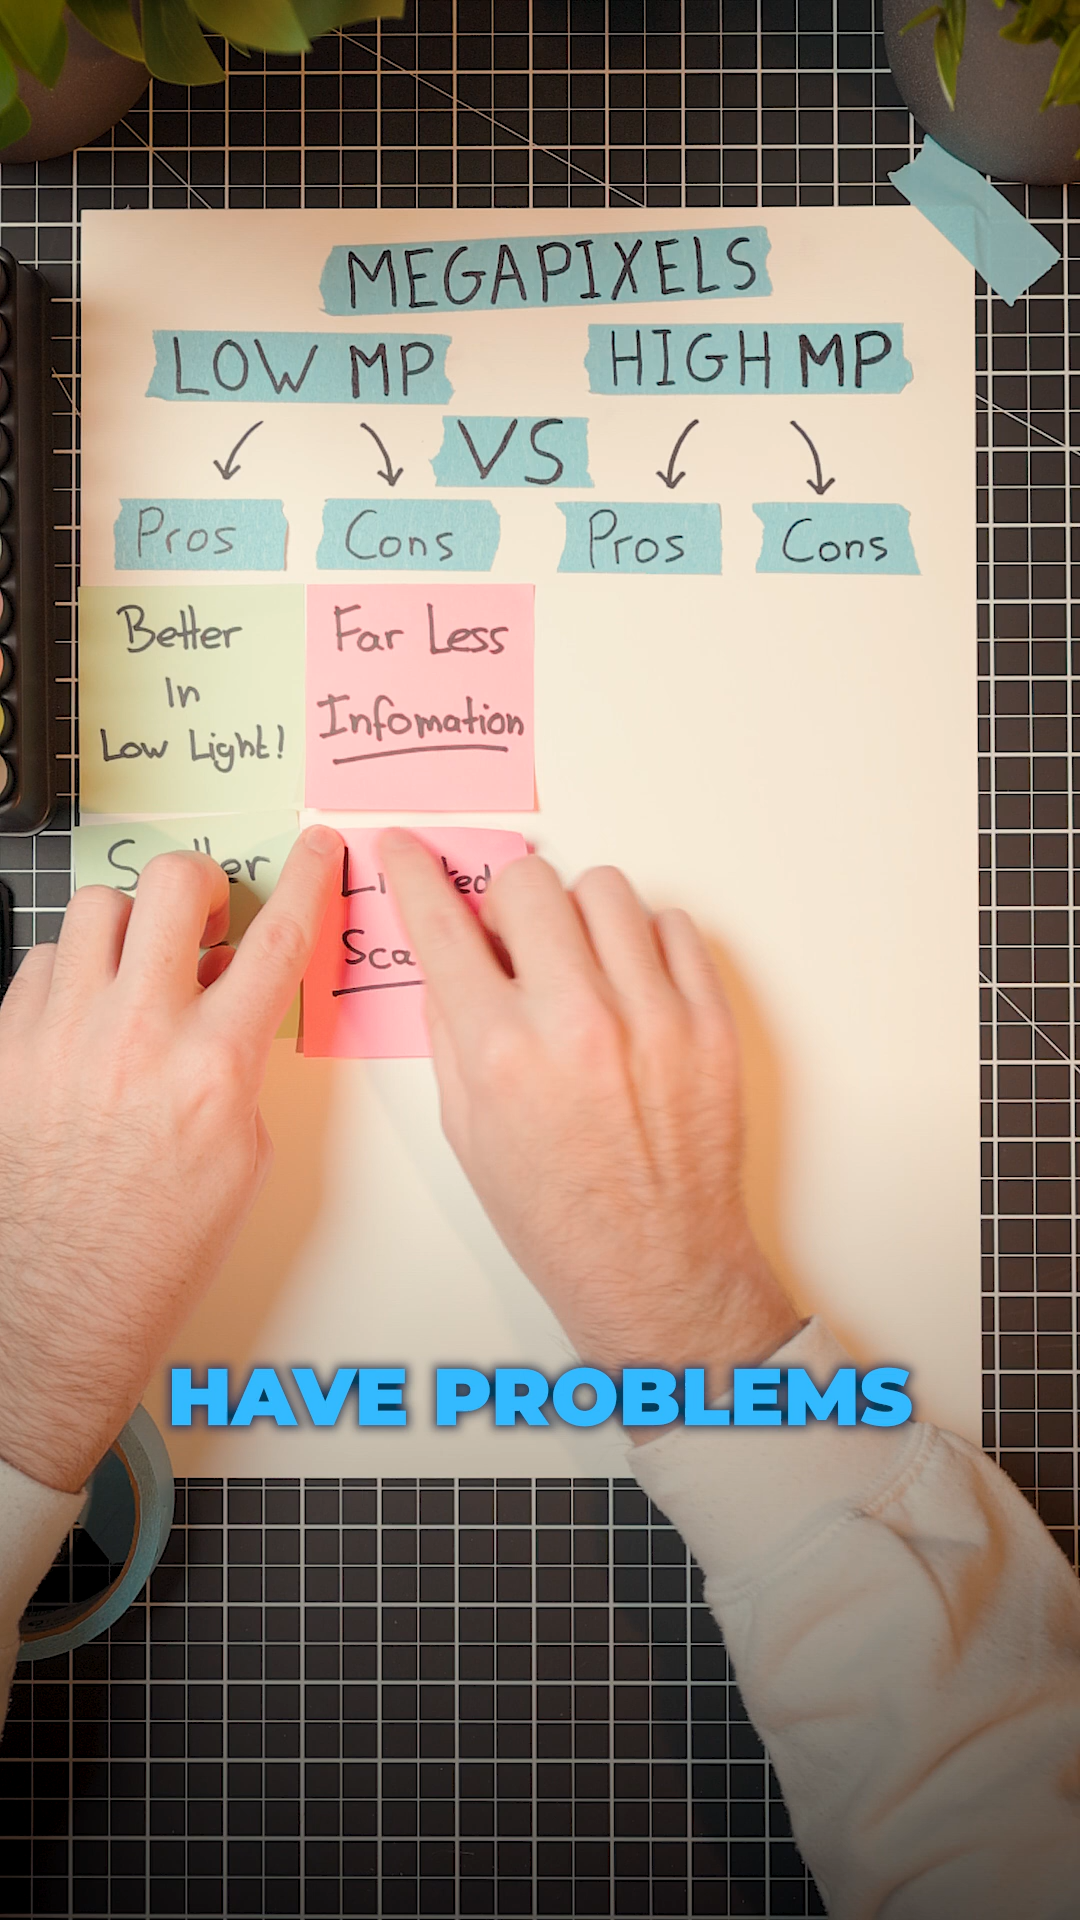 MEGAPIXELS
LOW MP
HIGH MP
VS
Pros
Cons
Pros
Cons
Better
In
Low Light!
Far Less
Infomation
HAVE PROBLEMS